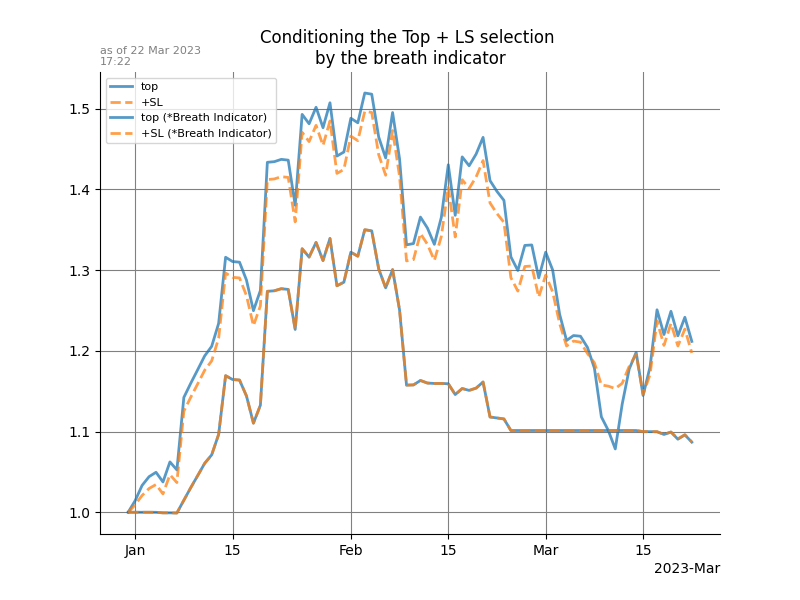 Conditioning the Top + LS selection
by the breath indicator
as of 22 Mar 2023
17:22
top
+SL
top (*Breath Indicator)
+SL (*Breath Indicator)
1.5
1.4
1.3
1.2
1.1
1.0
Jan
15
Feb
15
Mar
15
2023-Mar